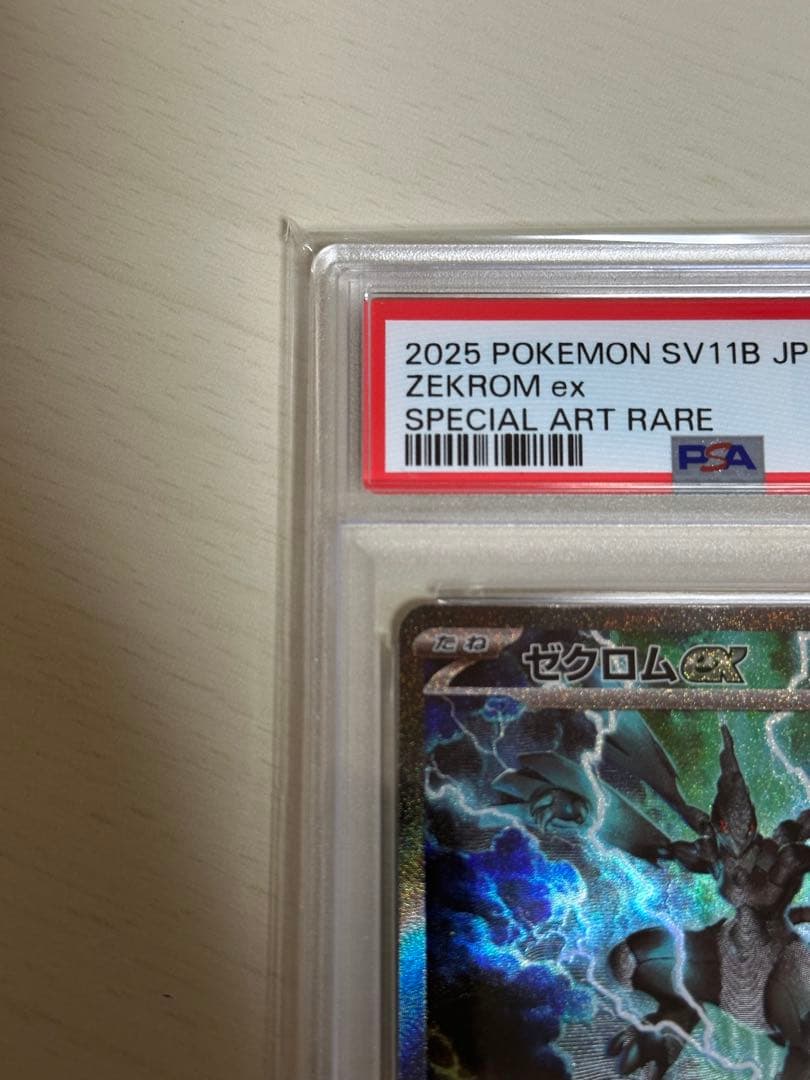 2025 POKEMON SV11B JP
ZEKROM ex
SPECIAL ART RARE
PSA
たね
ゼクロムex